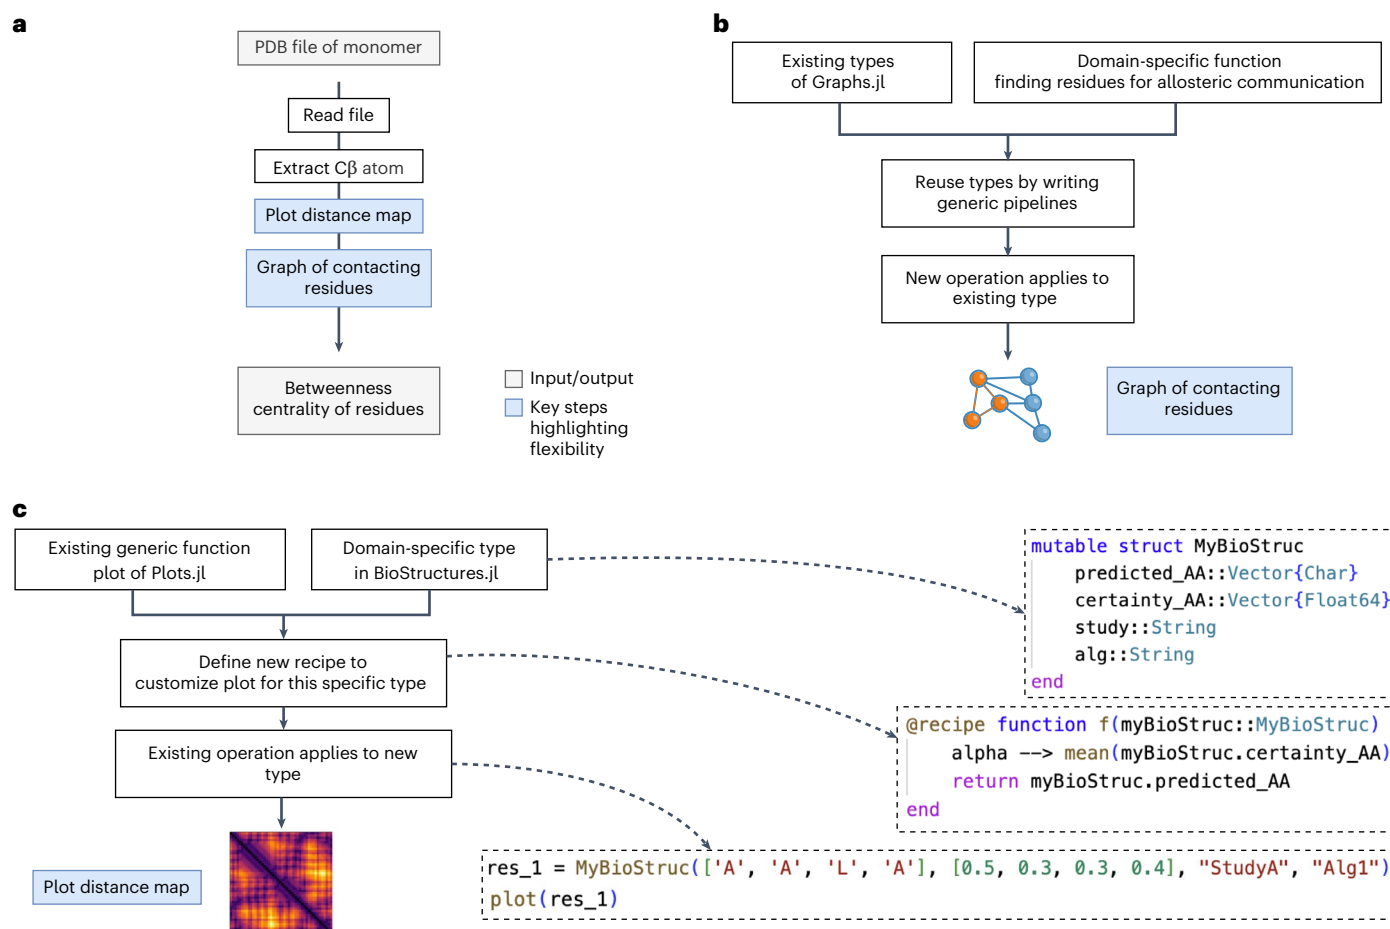 a
PDB file of monomer
Read file
Extract Cβ atom
Plot distance map
Graph of contacting
residues
Betweenness
centrality of residues
Input/output
Key steps
highlighting
flexibility
b
Existing types
of Graphs.jl
Domain-specific function
finding residues for allosteric communication
Reuse types by writing
generic pipelines
New operation applies to
existing type
Graph of contacting
residues
c
Existing generic function
plot of Plots.jl
Domain-specific type
in BioStructures.jl
Define new recipe to
customize plot for this specific type
Existing operation applies to new
type
Plot distance map
mutable struct MyBioStruc
predicted_AA::Vector{Char}
certainty_AA::Vector{Float64}
study::String
alg::String
end
@recipe function f(myBioStruc::MyBioStruc)
alpha --> mean(myBioStruc.certainty_AA)
return myBioStruc.predicted_AA
end
res_1 = MyBioStruc(['A', 'A', 'L', 'A'], [0.5, 0.3, 0.3, 0.4], "StudyA", "Alg1")
plot(res_1)